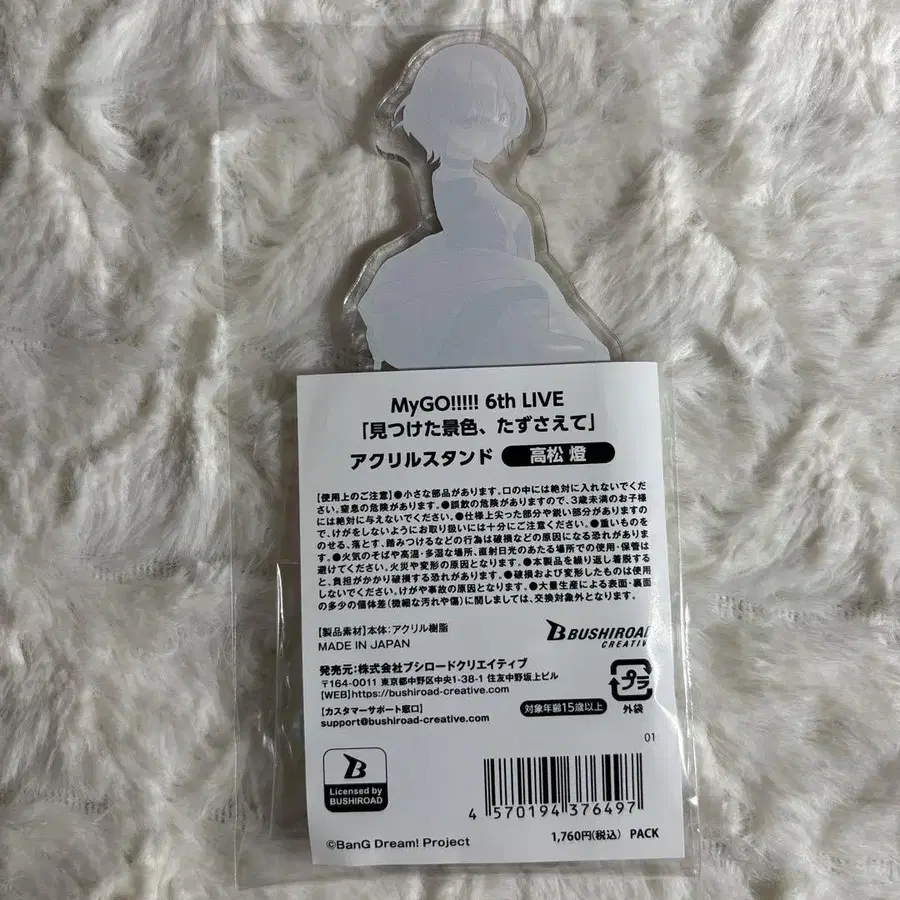 MyGO!!!!! 6th LIVE
「見つけた景色、たずさえて」
アクリルスタンド 高松 燈
【使用上のご注意】●小さな部品があります。口の中には絶対に入れないでくだ
さい。窒息の危険があります。●誤飲の危険がありますので、3歳未満のお子様
には絶対に与えないでください。●仕様上尖った部分や鋭い部分がありますの
で、けがをしないようにお取り扱いには十分にご注意ください。●重いものを
のせる、落とす、踏みつけるなどの行為は破損などの原因になる恐れがありま
す。●火気のそばや高温・多湿な場所、直射日光のあたる場所での使用・保管は
避けてください。火災や変形の原因となります。●本製品を繰り返し着脱する
と、負担がかかり破損する恐れがあります。●破損および変形したものは使用
しないでください。けがや事故の原因となります。●大量生産による表面・裏面
の多少の個体差(微細な汚れや傷)に関しましては、交換対象外となります。
【製品素材】本体:アクリル樹脂
MADE IN JAPAN
BUSHIROAD
CREATIVE
発売元:株式会社ブシロードクリエイティブ
〒164-0011 東京都中野区中央1-38-1 住友中野坂上ビル
【WEB】https://bushiroad-creative.com
【カスタマーサポート窓口】
support@bushiroad-creative.com
対象年齢15歳以上
プラ
外袋
01
Licensed by
BUSHIROAD
4 570194 376497
1,760円(税込) PACK
©BanG Dream! Project